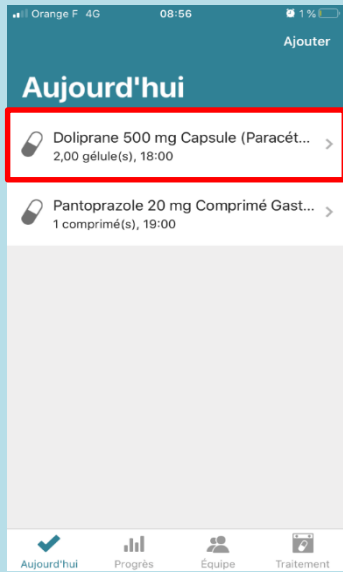 Orange F 4G 08:56 1 %
Ajouter
Aujourd'hui
Doliprane 500 mg Capsule (Paracét...
2,00 gélule(s), 18:00
Pantoprazole 20 mg Comprimé Gast...
1 comprimé(s), 19:00
Aujourd'hui Progrès Équipe Traitement